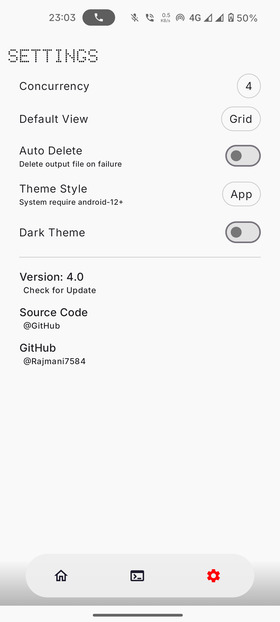 23:03 0.5 KB/s 4G 50%
SETTINGS
Concurrency 4
Default View Grid
Auto Delete
Delete output file on failure
Theme Style App
System require android-12+
Dark Theme
Version: 4.0
Check for Update
Source Code
@GitHub
GitHub
@Rajmani7584